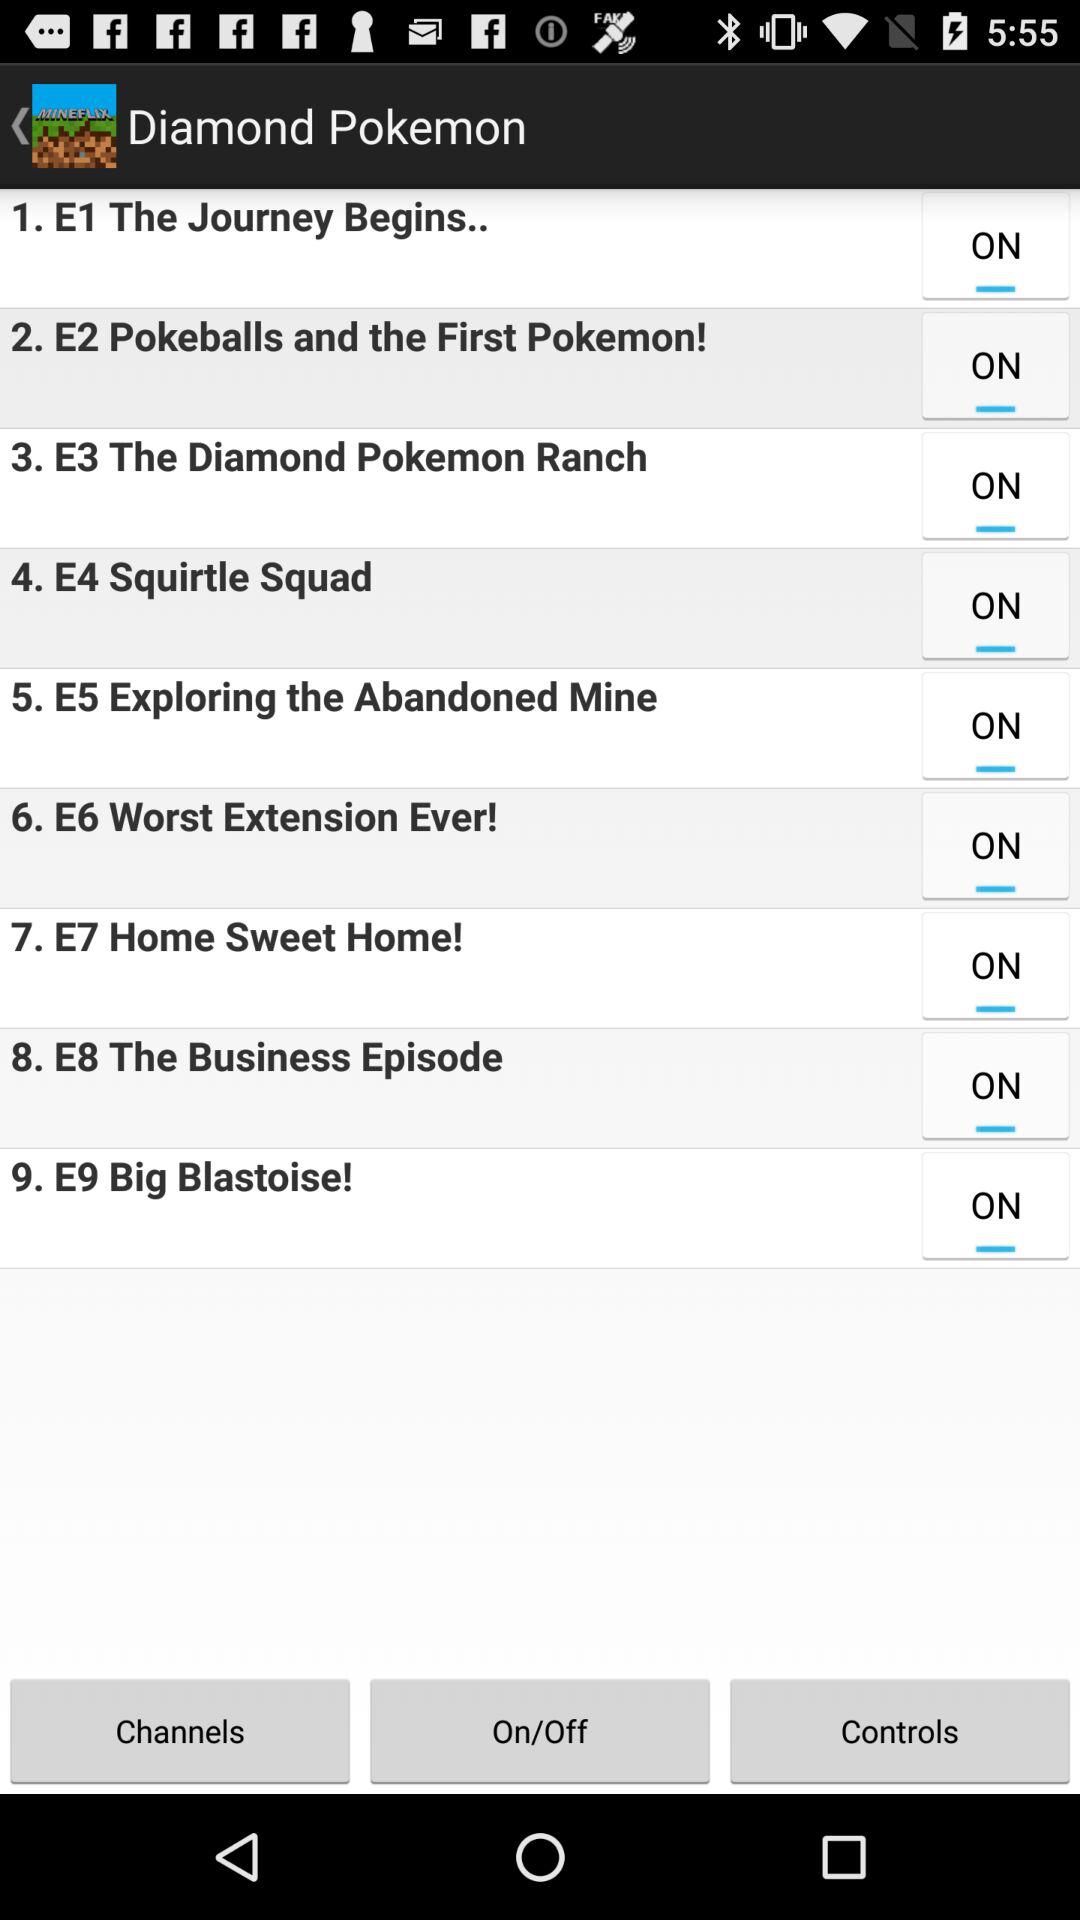 FAK
5:55
MINEFLIX
Diamond Pokemon
1. E1 The Journey Begins..
ON
2. E2 Pokeballs and the First Pokemon!
ON
3. E3 The Diamond Pokemon Ranch
ON
4. E4 Squirtle Squad
ON
5. E5 Exploring the Abandoned Mine
ON
6. E6 Worst Extension Ever!
ON
7. E7 Home Sweet Home!
ON
8. E8 The Business Episode
ON
9. E9 Big Blastoise!
ON
Channels
On/Off
Controls